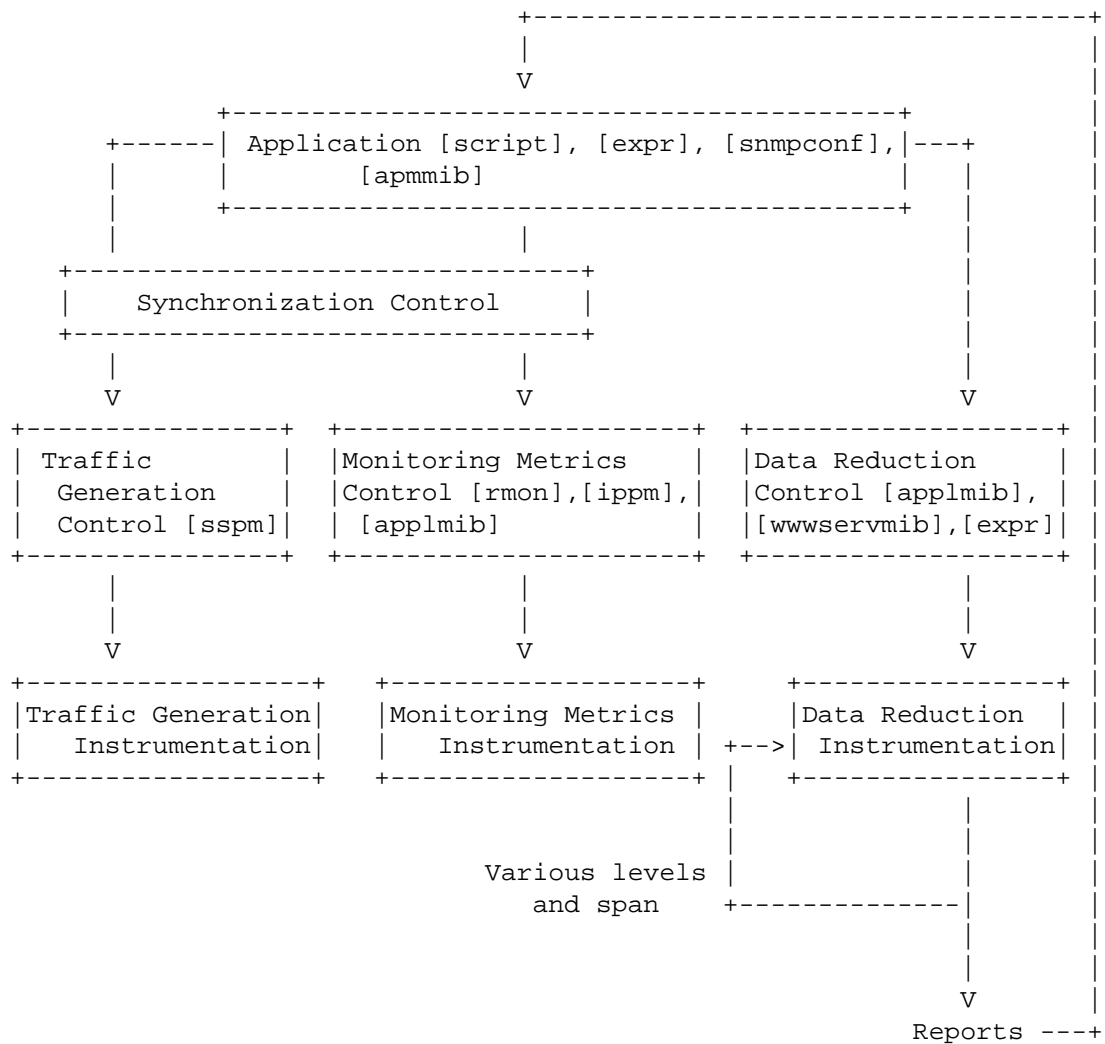 Application [script], [expr], [snmpconf],
[apmmib]
Synchronization Control
Traffic
Generation
Control [sspm]
Monitoring Metrics
Control [rmon],[ippm],
[applmib]
Data Reduction
Control [applmib],
[wwwservmib],[expr]
Traffic Generation
Instrumentation
Monitoring Metrics
Instrumentation
Data Reduction
Instrumentation
Various levels
and span
Reports